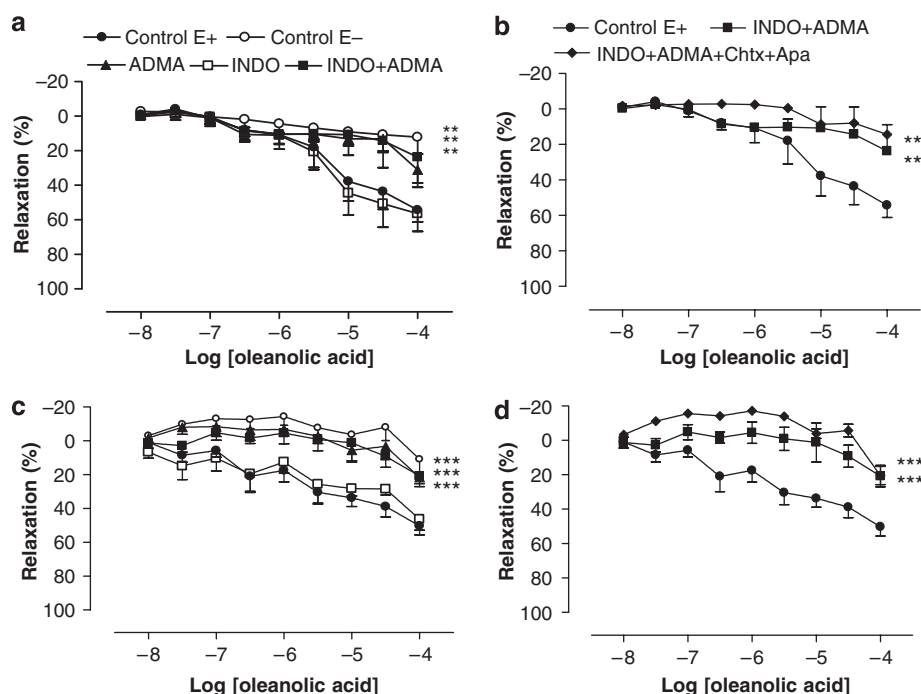 a
Control E+ Control E–
ADMA INDO INDO+ADMA
–20
0
20
40
60
80
100
Relaxation (%)
**
**
**
–8 –7 –6 –5 –4
Log [oleanolic acid]
b
Control E+ INDO+ADMA
INDO+ADMA+Chtx+Apa
–20
0
20
40
60
80
100
Relaxation (%)
**
**
–8 –7 –6 –5 –4
Log [oleanolic acid]
c
–20
0
20
40
60
80
100
Relaxation (%)
***
***
***
–8 –7 –6 –5 –4
Log [oleanolic acid]
d
–20
0
20
40
60
80
100
Relaxation (%)
***
***
–8 –7 –6 –5 –4
Log [oleanolic acid]